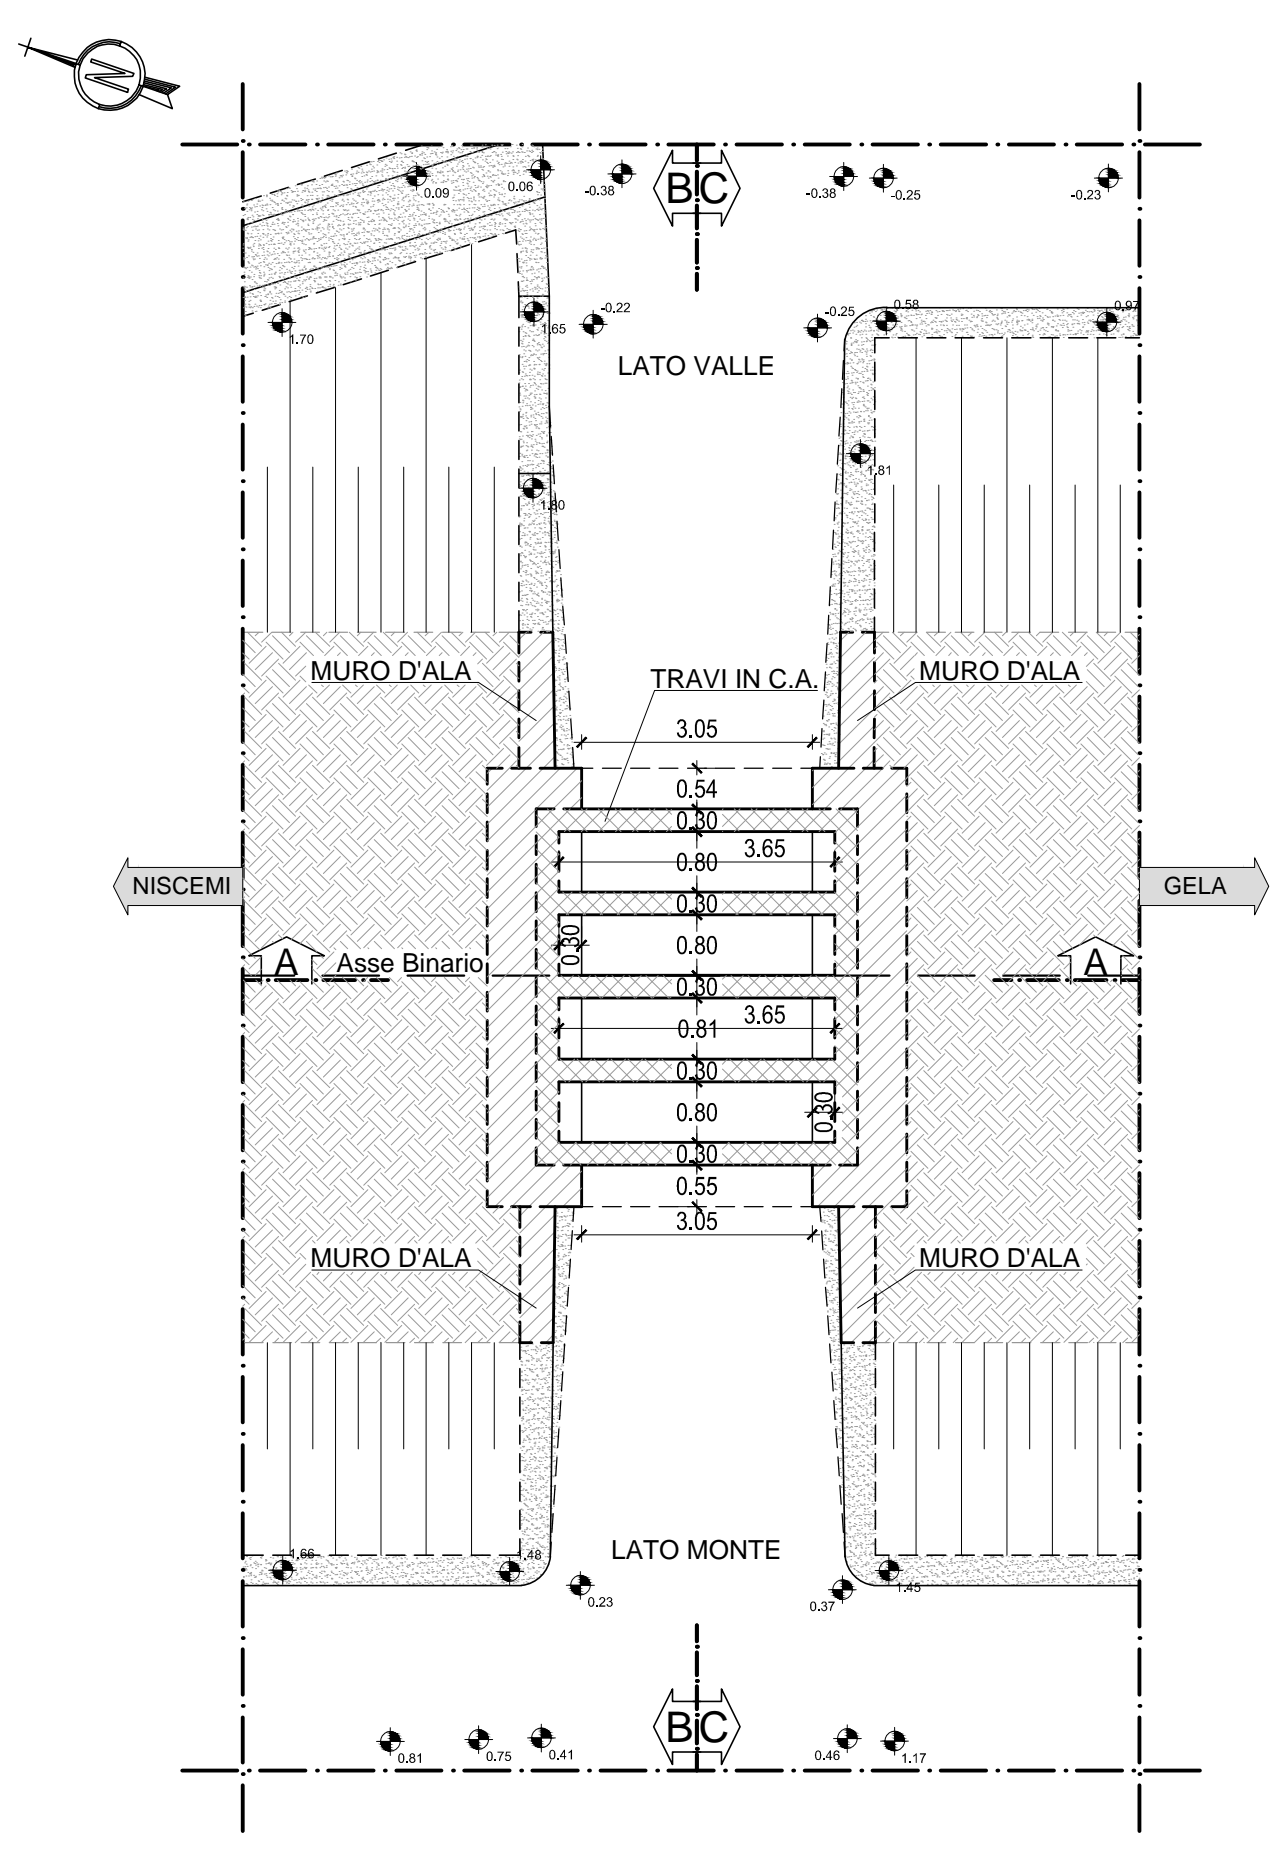 N
0.09
0.06
-0.38
B C
-0.38
-0.25
-0.23
1.70
1.65
-0.22
-0.25
0.58
0.97
LATO VALLE
1.80
1.81
MURO D'ALA
TRAVI IN C.A.
MURO D'ALA
3.05
0.54
0.30
3.65
0.80
NISCEMI
GELA
0.30
0.30
0.80
A
Asse Binario
A
0.30
3.65
0.81
0.30
0.80
0.30
0.30
0.55
3.05
MURO D'ALA
MURO D'ALA
LATO MONTE
1.66
1.48
0.23
0.37
1.45
B C
0.81
0.75
0.41
0.46
1.17